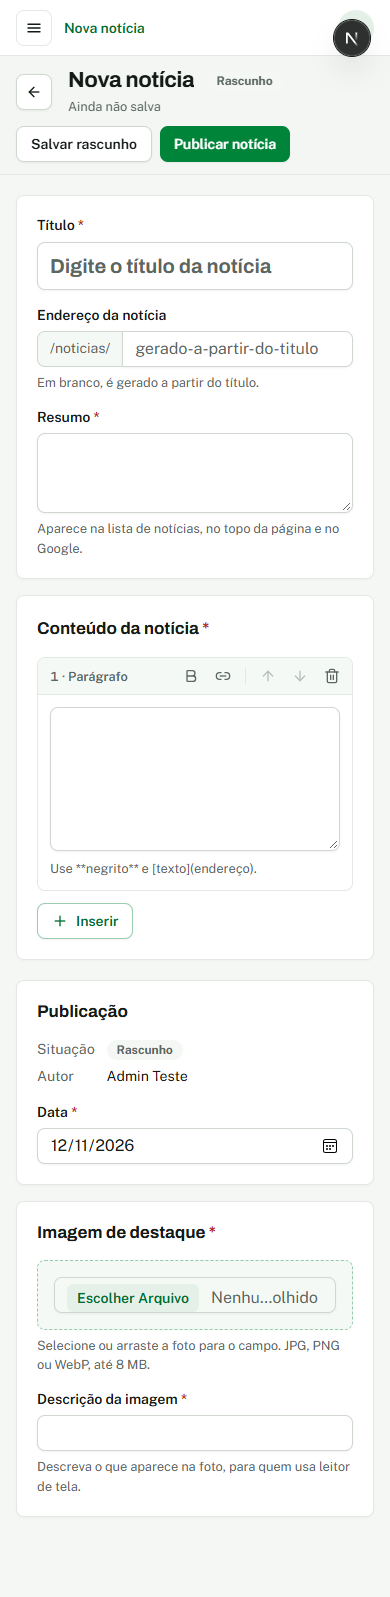 Nova notícia
N
Nova notícia Rascunho
Ainda não salva
Salvar rascunho Publicar notícia
Título *
Digite o título da notícia
Endereço da notícia
/noticias/ gerado-a-partir-do-titulo
Em branco, é gerado a partir do título.
Resumo *
Aparece na lista de notícias, no topo da página e no
Google.
Conteúdo da notícia *
1 · Parágrafo B
Use **negrito** e [texto](endereço).
+ Inserir
Publicação
Situação Rascunho
Autor Admin Teste
Data *
12/11/2026
Imagem de destaque *
Escolher Arquivo Nenhu...olhido
Selecione ou arraste a foto para o campo. JPG, PNG
ou WebP, até 8 MB.
Descrição da imagem *
Descreva o que aparece na foto, para quem usa leitor
de tela.